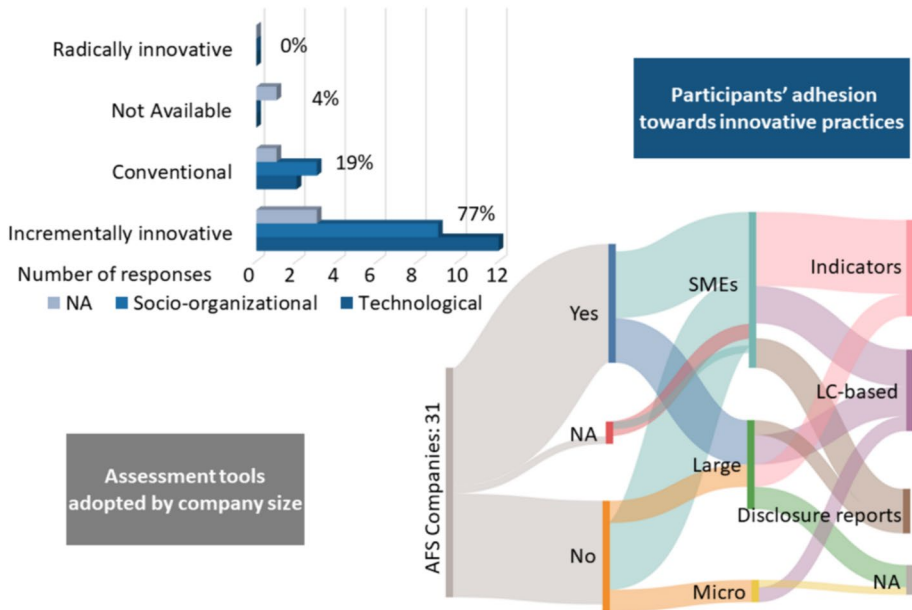 Radically innovative
0%
Not Available
4%
Conventional
19%
Incrementally innovative
77%
Number of responses
0 2 4 6 8 10 12
NA Socio-organizational Technological
Participants’ adhesion
towards innovative practices
Assessment tools
adopted by company size
AFS Companies: 31
Yes
NA
No
SMEs
Large
Micro
Indicators
LC-based
Disclosure reports
NA